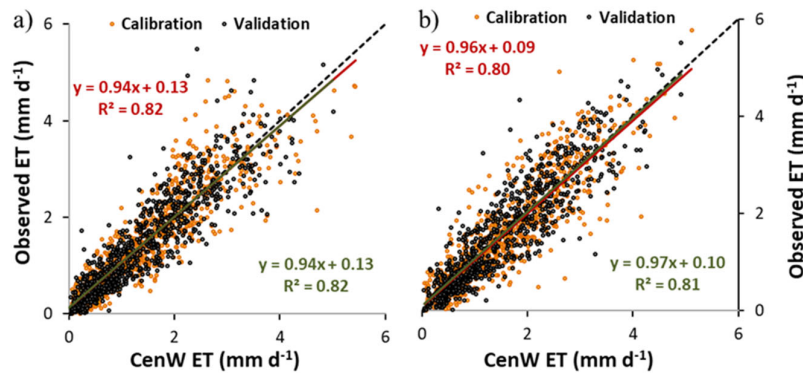 a)
Calibration Validation
6
4
2
0
Observed ET (mm d⁻¹)
y = 0.94x + 0.13
R² = 0.82
y = 0.94x + 0.13
R² = 0.82
0 2 4 6
CenW ET (mm d⁻¹)
b)
Calibration Validation
6
4
2
0
Observed ET (mm d⁻¹)
y = 0.96x + 0.09
R² = 0.80
y = 0.97x + 0.10
R² = 0.81
0 2 4 6
CenW ET (mm d⁻¹)